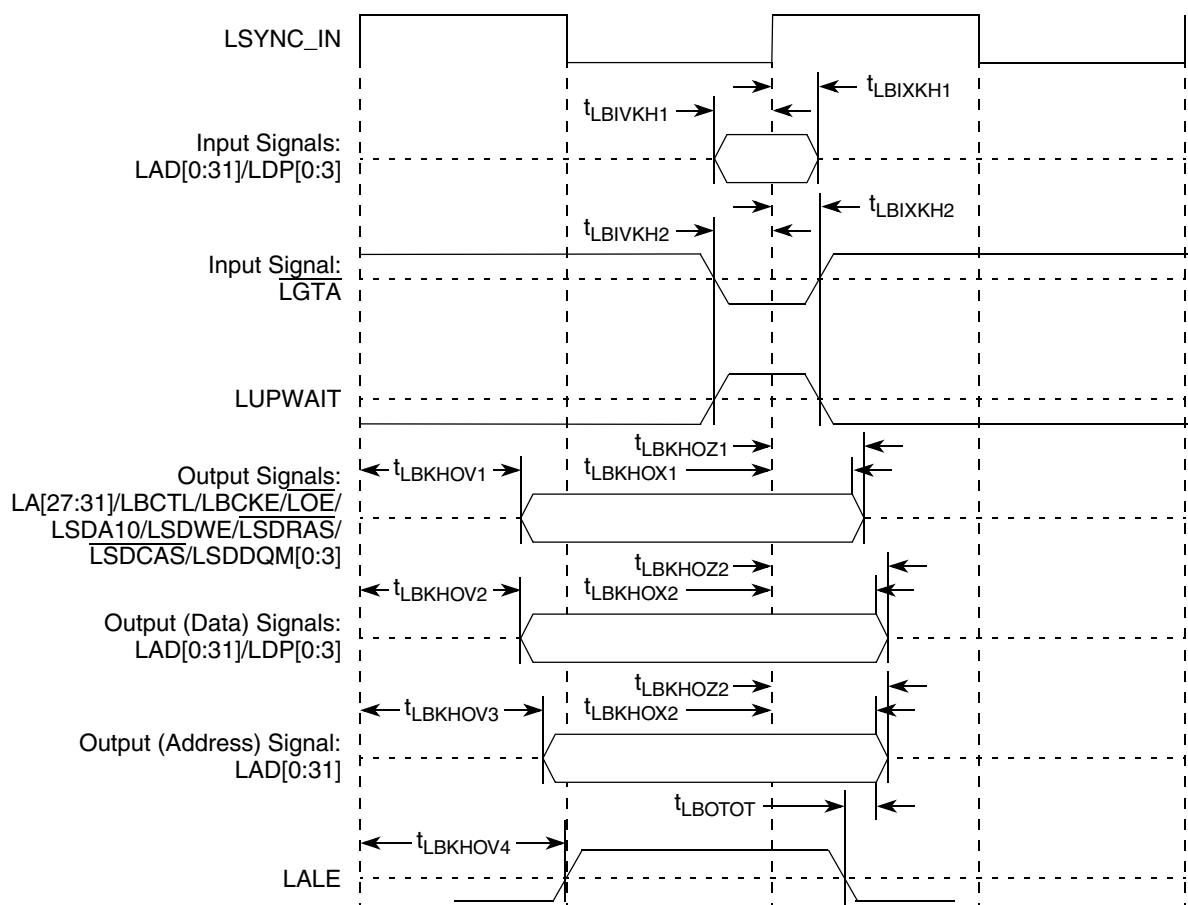 LSYNC_IN
tLBIXKH1
tLBIVKH1
Input Signals:
LAD[0:31]/LDP[0:3]
tLBIXKH2
tLBIVKH2
Input Signal:
LGTA
LUPWAIT
tLBKHOZ1
tLBKHOV1
tLBKHOX1
Output Signals:
LA[27:31]/LBCTL/LBCKE/LOE/
LSDA10/LSDWE/LSDRAS/
LSDCAS/LSDDQM[0:3]
tLBKHOZ2
tLBKHOV2
tLBKHOX2
Output (Data) Signals:
LAD[0:31]/LDP[0:3]
tLBKHOZ2
tLBKHOV3
tLBKHOX2
Output (Address) Signal:
LAD[0:31]
tLBOTOT
tLBKHOV4
LALE